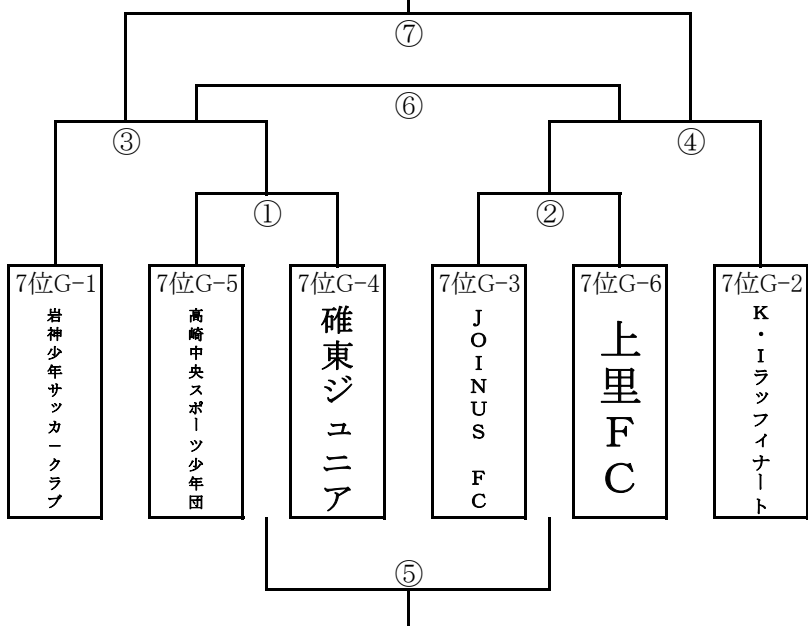 ⑦
⑥
③
④
①
②
7位G-1
岩神少年サッカークラブ
7位G-5
高崎中央スポーツ少年団
7位G-4
碓東ジュニア
7位G-3
JOINUS FC
7位G-6
上里FC
7位G-2
K・Iラッフィナート
⑤